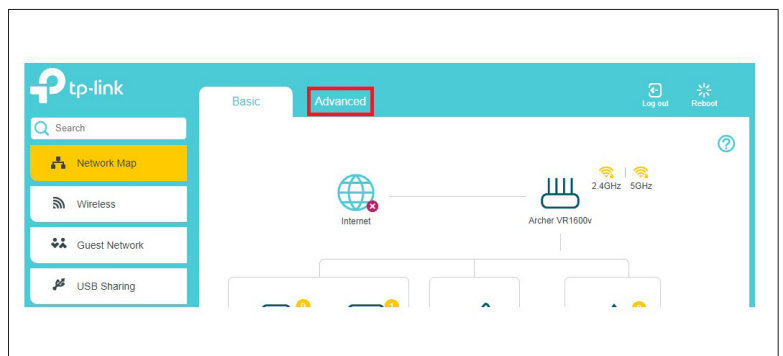 tp-link
Basic
Advanced
Log out
Reboot
Search
Network Map
2.4GHz
5GHz
Wireless
Internet
Archer VR1600v
Guest Network
USB Sharing